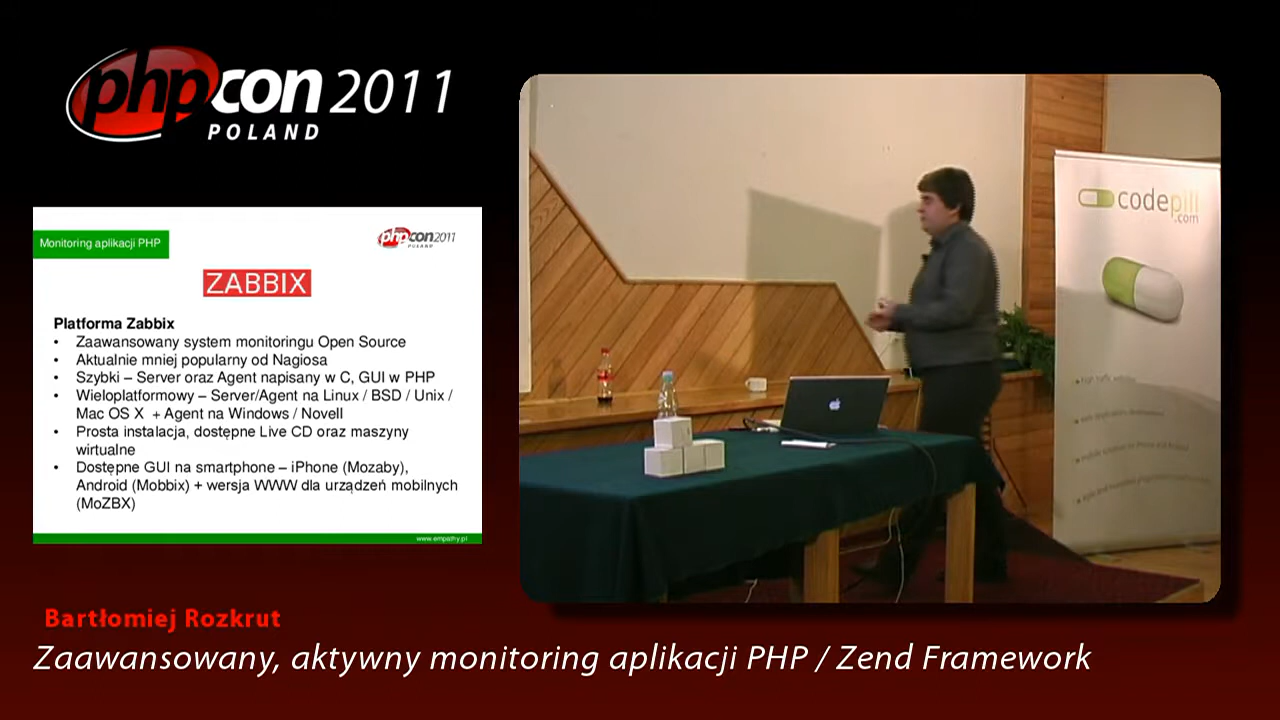 phpcon 2011
POLAND
Monitoring aplikacji PHP
phpcon2011
POLAND
ZABBIX
Platforma Zabbix
• Zaawansowany system monitoringu Open Source
• Aktualnie mniej popularny od Nagiosa
• Szybki – Server oraz Agent napisany w C, GUI w PHP
• Wieloplatformowy – Server/Agent na Linux / BSD / Unix /
Mac OS X + Agent na Windows / Novell
• Prosta instalacja, dostępne Live CD oraz maszyny
wirtualne
• Dostępne GUI na smartphone – iPhone (Mozaby),
Android (Mobbix) + wersja WWW dla urządzeń mobilnych
(MoZBX)
www.empathy.pl
codepill
.com
Bartłomiej Rozkrut
Zaawansowany, aktywny monitoring aplikacji PHP / Zend Framework